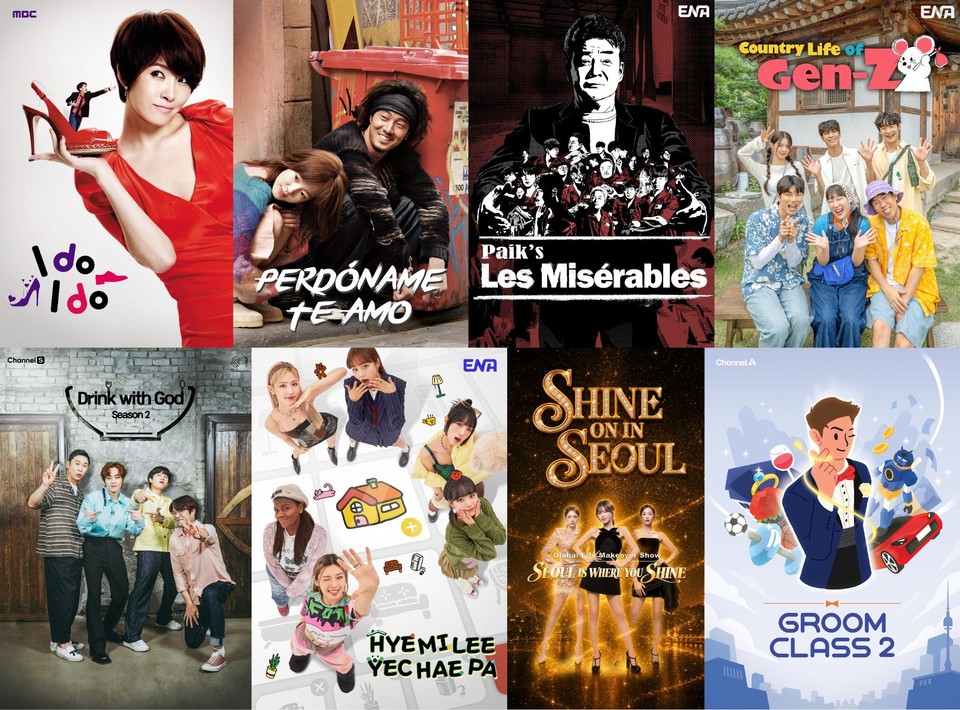 MBC
I do
I do
PERDÓNAME
TE AMO
ENA
Paik's
Les Misérables
ENA
Country Life of
Gen-Z
Channel S
Drink with God
Season 2
ENA
HYE MI LEE
YEC HAE PA
SHINE
ON IN
SEOUL
Global Life Makeover Show
SEOUL IS WHERE YOU SHINE
Channel A
GROOM
CLASS 2